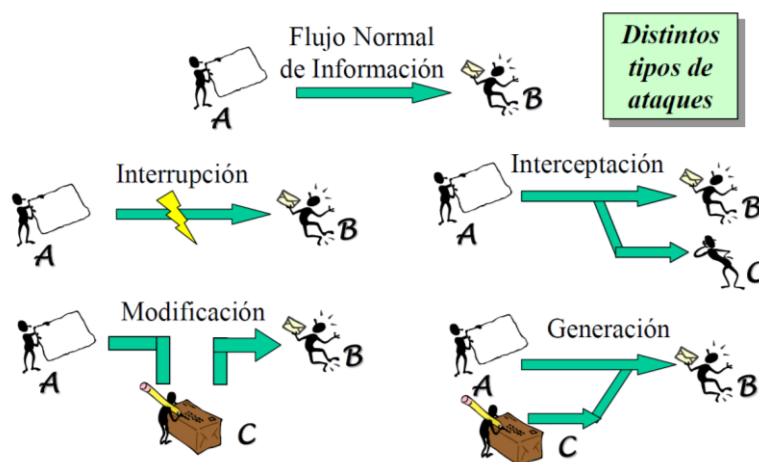 Flujo Normal
de Información
A
B
Distintos
tipos de
ataques
Interrupción
A
B
Interceptación
A
B
C
Modificación
A
B
C
Generación
A
B
C